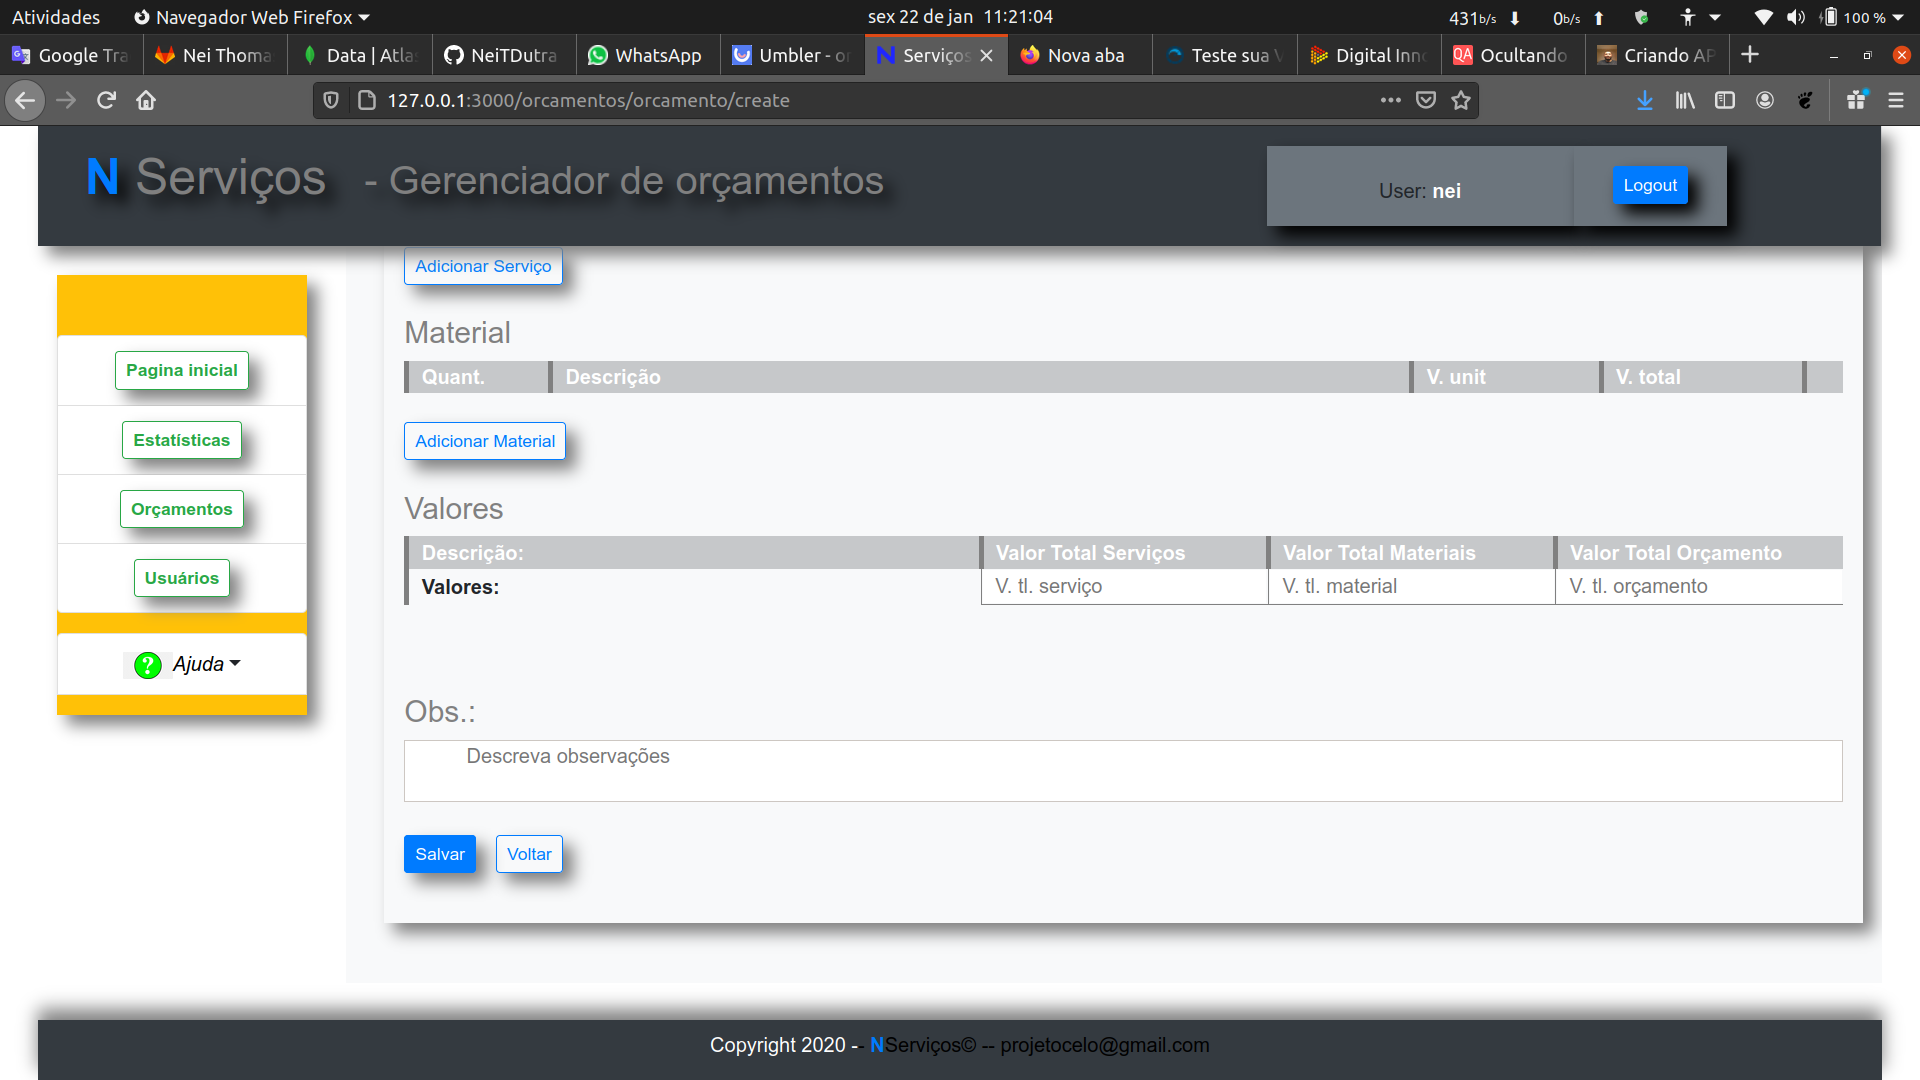 Atividades
Navegador Web Firefox
sex 22 de jan 11:21:04
431b/s
0b/s
100 %
Google Tra
Nei Thoma
Data | Atla
NeiTDutra
WhatsApp
Umbler - o
Serviços
Nova aba
Teste sua V
Digital Inno
QA Ocultando
Criando AP
127.0.0.1:3000/orcamentos/orcamento/create
N Serviços - Gerenciador de orçamentos
User: nei
Logout
Pagina inicial
Estatísticas
Orçamentos
Usuários
? Ajuda
Adicionar Serviço
Material
Quant. Descrição V. unit V. total
Adicionar Material
Valores
Descrição: Valor Total Serviços Valor Total Materiais Valor Total Orçamento
Valores: V. tl. serviço V. tl. material V. tl. orçamento
Obs.:
Descreva observações
Salvar
Voltar
Copyright 2020 -- NServiços© -- projetocelo@gmail.com